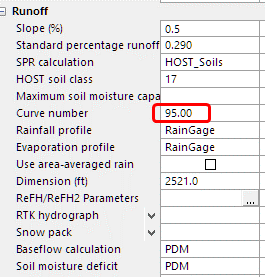 Runoff
Slope (%) 0.5
Standard percentage runoff 0.290
SPR calculation HOST_Soils
HOST soil class 17
Maximum soil moisture capa
Curve number 95.00
Rainfall profile RainGage
Evaporation profile RainGage
Use area-averaged rain
Dimension (ft) 2521.0
ReFH/ReFH2 Parameters ...
RTK hydrograph
Snow pack
Baseflow calculation PDM
Soil moisture deficit PDM